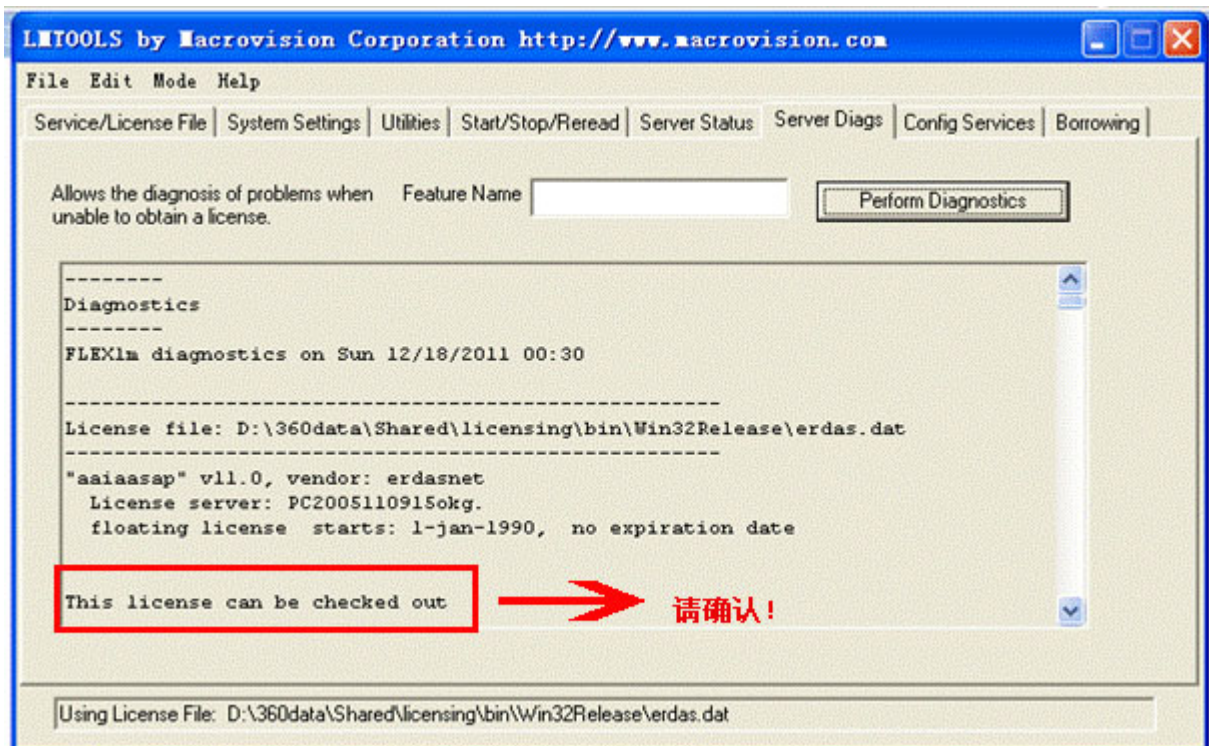 LMTOOLS by Macrovision Corporation http://www.macrovision.com
File Edit Mode Help
Service/License File System Settings Utilities Start/Stop/Reread Server Status Server Diags Config Services Borrowing
Allows the diagnosis of problems when
unable to obtain a license.
Feature Name
Perform Diagnostics
--------
Diagnostics
--------
FLEXlm diagnostics on Sun 12/18/2011 00:30
------------------------------------------------------
License file: D:\360data\Shared\licensing\bin\Win32Release\erdas.dat
------------------------------------------------------
"aaiaasap" v11.0, vendor: erdasnet
License server: PC2005110915okg.
floating license starts: 1-jan-1990, no expiration date
This license can be checked out
请确认!
Using License File: D:\360data\Shared\licensing\bin\Win32Release\erdas.dat